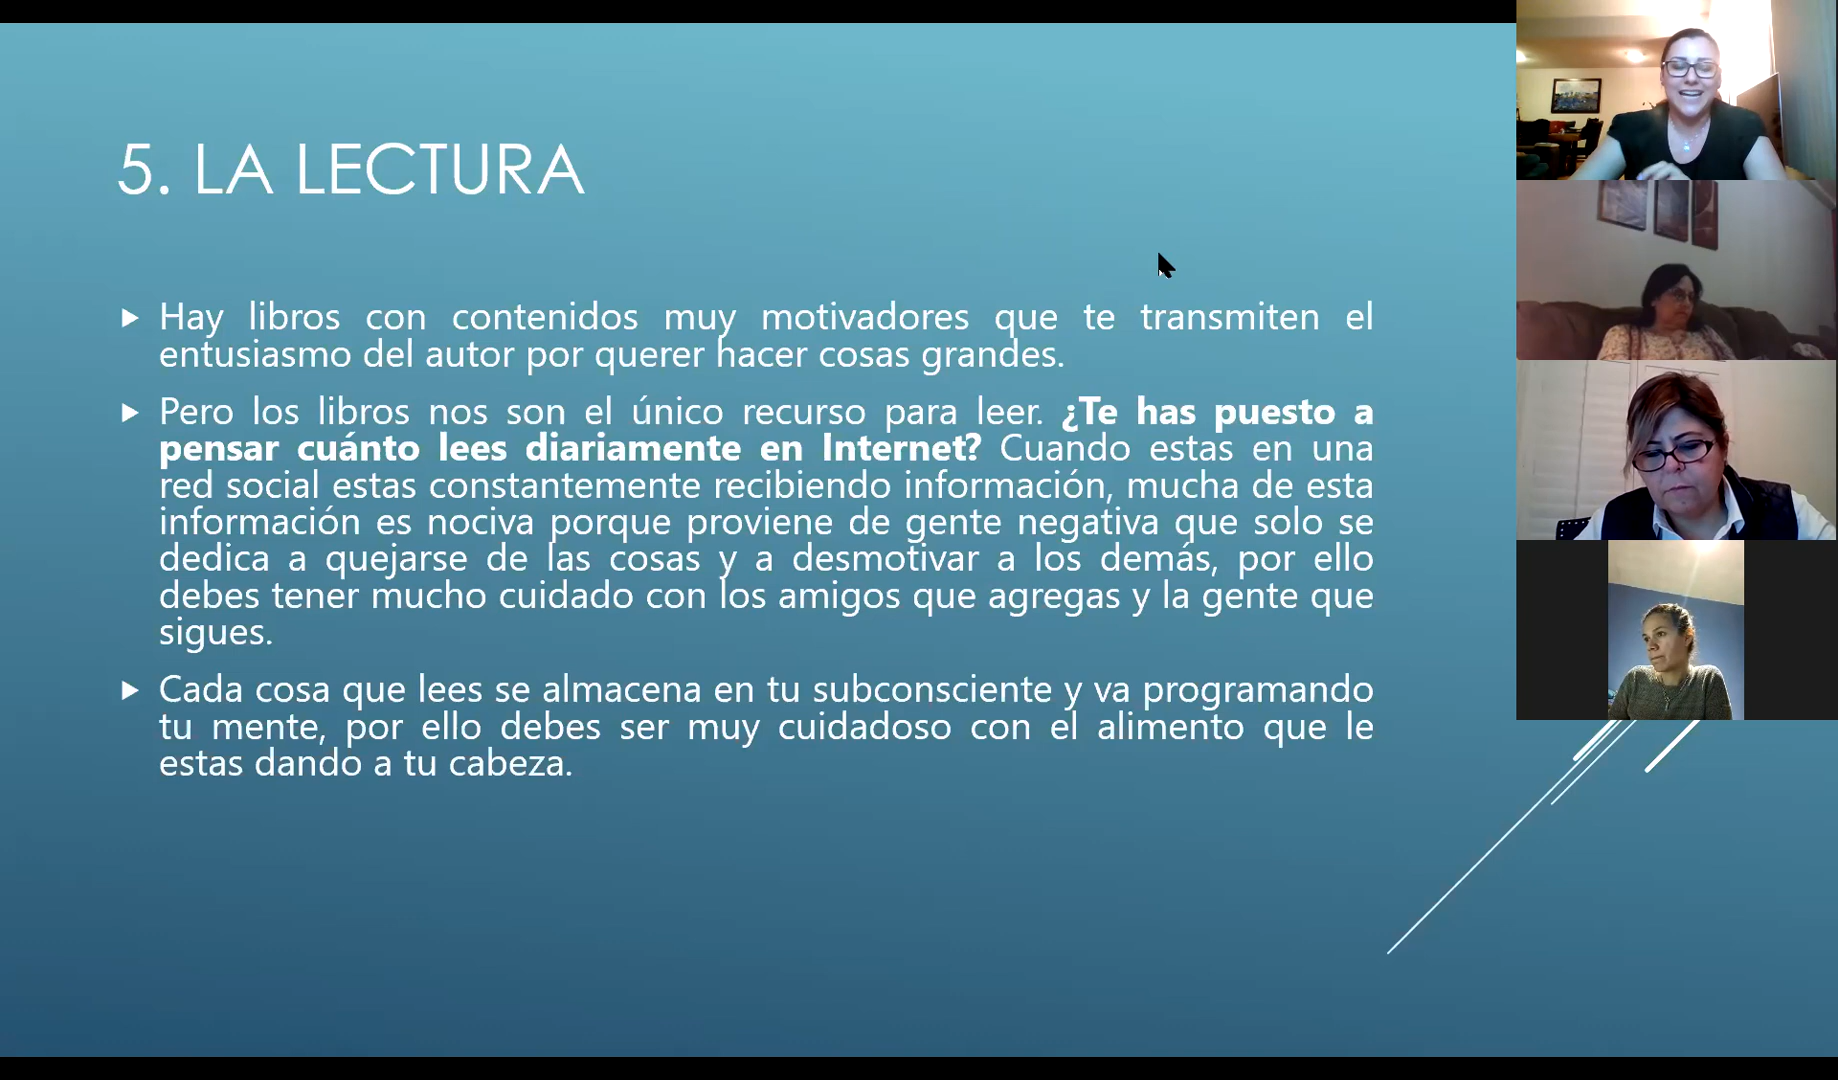 5. LA LECTURA
Hay libros con contenidos muy motivadores que te transmiten el
entusiasmo del autor por querer hacer cosas grandes.
Pero los libros nos son el único recurso para leer. ¿Te has puesto a
pensar cuánto lees diariamente en Internet? Cuando estas en una
red social estas constantemente recibiendo información, mucha de esta
información es nociva porque proviene de gente negativa que solo se
dedica a quejarse de las cosas y a desmotivar a los demás, por ello
debes tener mucho cuidado con los amigos que agregas y la gente que
sigues.
Cada cosa que lees se almacena en tu subconsciente y va programando
tu mente, por ello debes ser muy cuidadoso con el alimento que le
estas dando a tu cabeza.